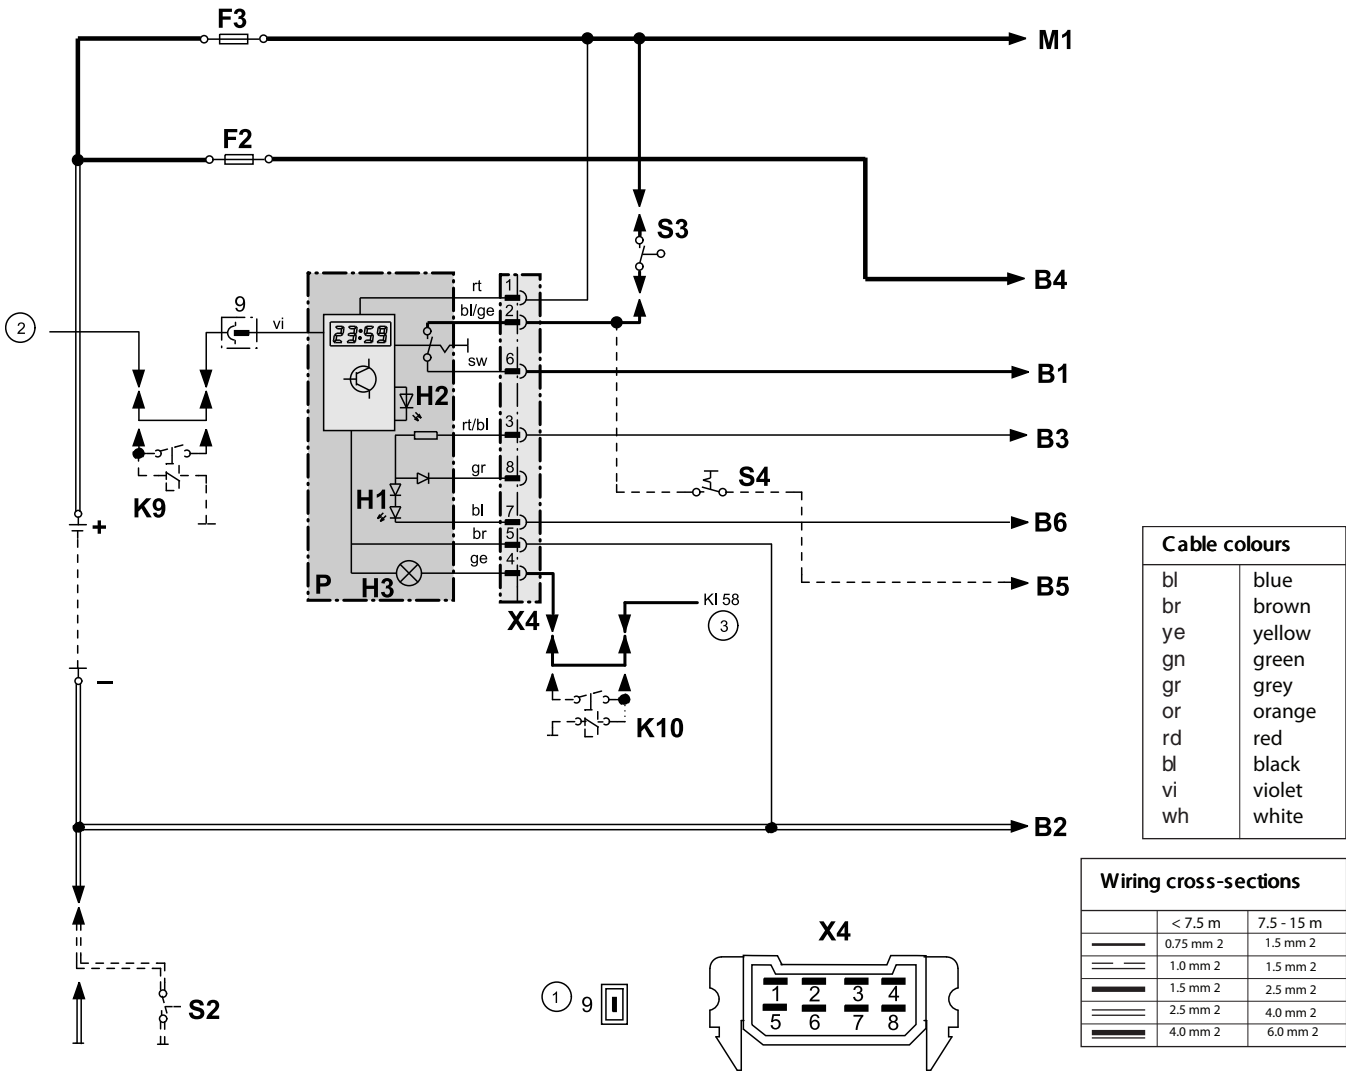 F3
M1
F2
S3
B4
9
2
vi
23:59
rt
1
bl/ge
2
sw
6
B1
H2
rt/bl
3
B3
gr
8
S4
K9
H1
bl
7
B6
br
5
ge
4
B5
P
H3
X4
KI 58
3
+
–
K10
B2
S2
1
9
X4
1 2 3 4
5 6 7 8
Cable colours
bl blue
br brown
ye yellow
gn green
gr grey
or orange
rd red
bl black
vi violet
wh white
Wiring cross-sections
< 7.5 m 7.5 - 15 m
0.75 mm 2 1.5 mm 2
1.0 mm 2 1.5 mm 2
1.5 mm 2 2.5 mm 2
2.5 mm 2 4.0 mm 2
4.0 mm 2 6.0 mm 2